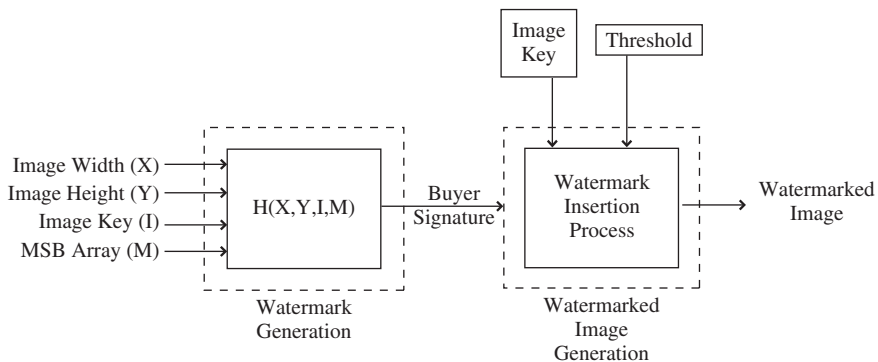 Image
Key
Threshold
Image Width (X)
Image Height (Y)
Image Key (I)
MSB Array (M)
H(X,Y,I,M)
Buyer
Signature
Watermark
Insertion
Process
Watermarked
Image
Watermark
Generation
Watermarked
Image
Generation